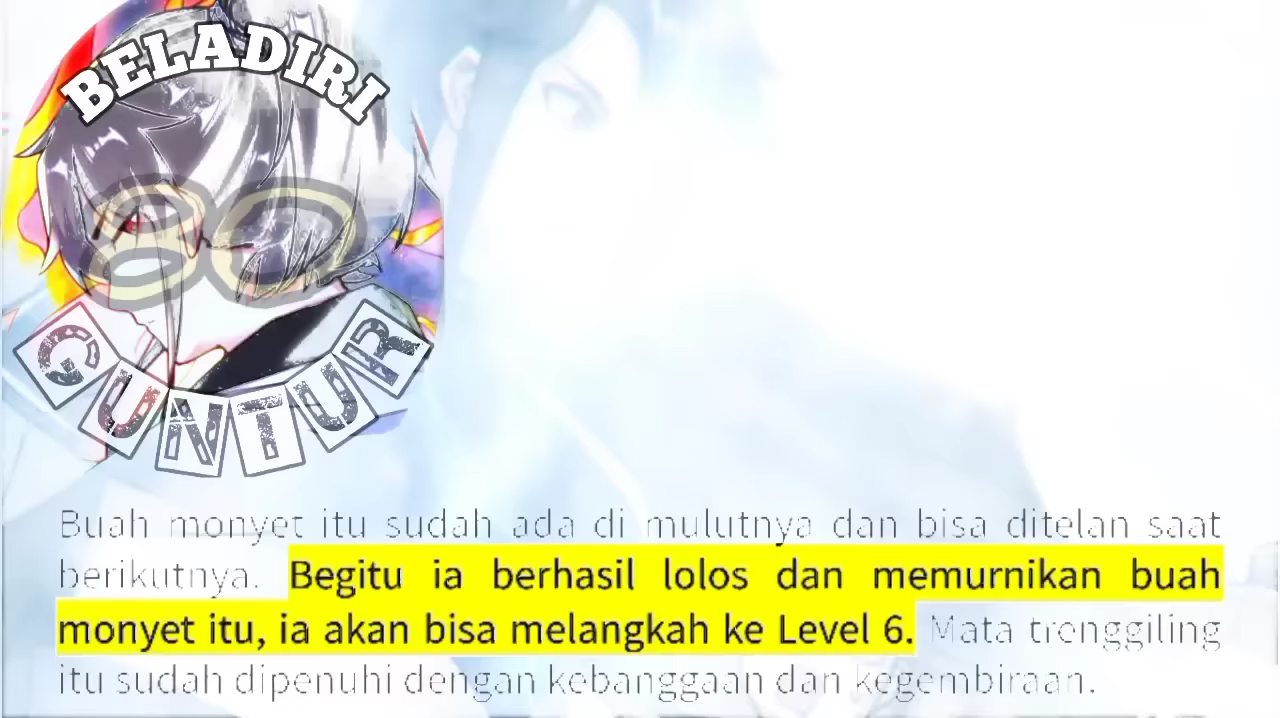 BELADIRI
GUNTUR
Buah monyet itu sudah ada di mulutnya dan bisa ditelan saat
berikutnya. Begitu ia berhasil lolos dan memurnikan buah
monyet itu, ia akan bisa melangkah ke Level 6. Mata trenggiling
itu sudah dipenuhi dengan kebanggaan dan kegembiraan.